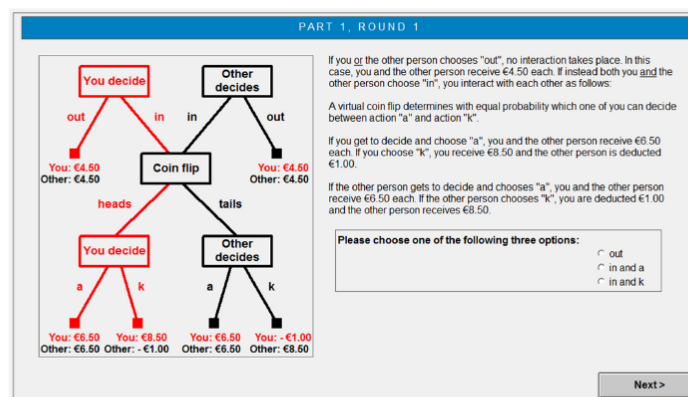 PART 1, ROUND 1
You decide
Other
decides
out
in
in
out
You: €4.50
Other: €4.50
Coin flip
You: €4.50
Other: €4.50
heads
tails
You decide
Other
decides
a
k
a
k
You: €6.50
Other: €6.50
You: €8.50
Other: - €1.00
You: €6.50
Other: €6.50
You: - €1.00
Other: €8.50
If you or the other person chooses "out", no interaction takes place. In this
case, you and the other person receive €4.50 each. If instead both you and the
other person choose "in", you interact with each other as follows:
A virtual coin flip determines with equal probability which one of you can decide
between action "a" and action "k".
If you get to decide and choose "a", you and the other person receive €6.50
each. If you choose "k", you receive €8.50 and the other person is deducted
€1.00.
If the other person gets to decide and chooses "a", you and the other person
receive €6.50 each. If the other person chooses "k", you are deducted €1.00
and the other person receives €8.50.
Please choose one of the following three options:
out
in and a
in and k
Next >